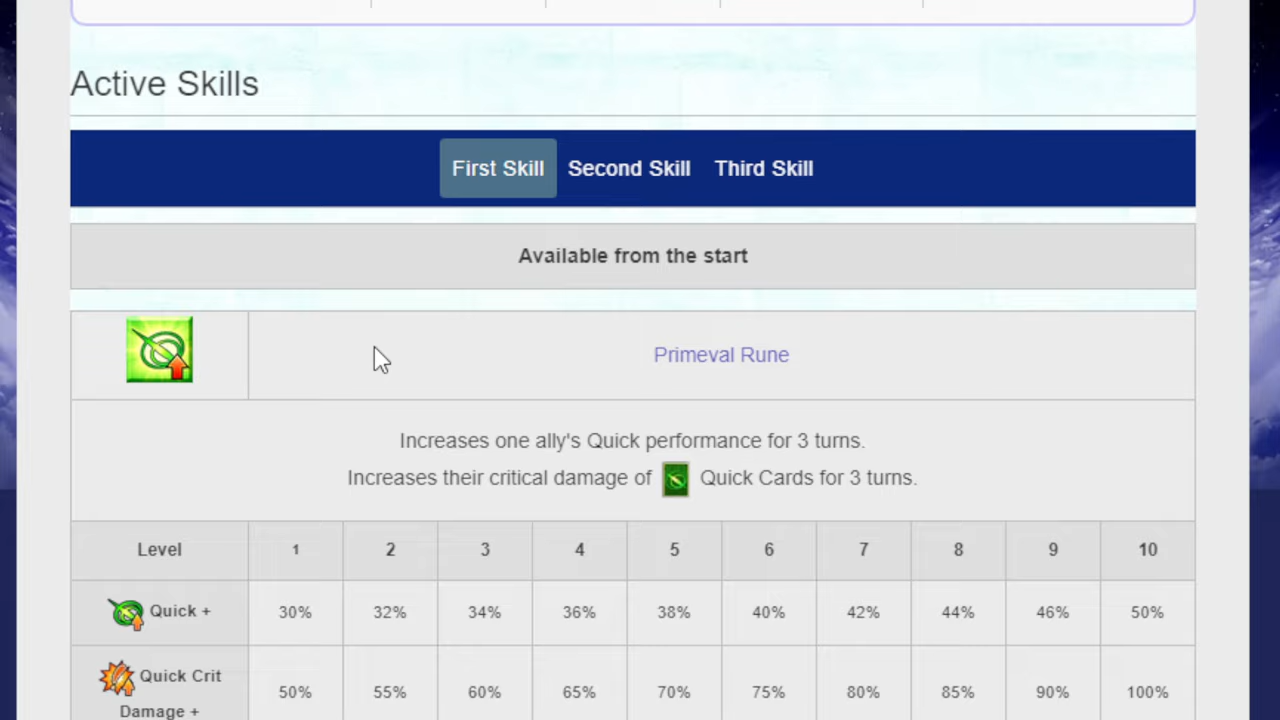 Active Skills
First Skill Second Skill Third Skill
Available from the start
Primeval Rune
Increases one ally's Quick performance for 3 turns.
Increases their critical damage of Quick Cards for 3 turns.
Level 1 2 3 4 5 6 7 8 9 10
Quick + 30% 32% 34% 36% 38% 40% 42% 44% 46% 50%
Quick Crit
Damage + 50% 55% 60% 65% 70% 75% 80% 85% 90% 100%